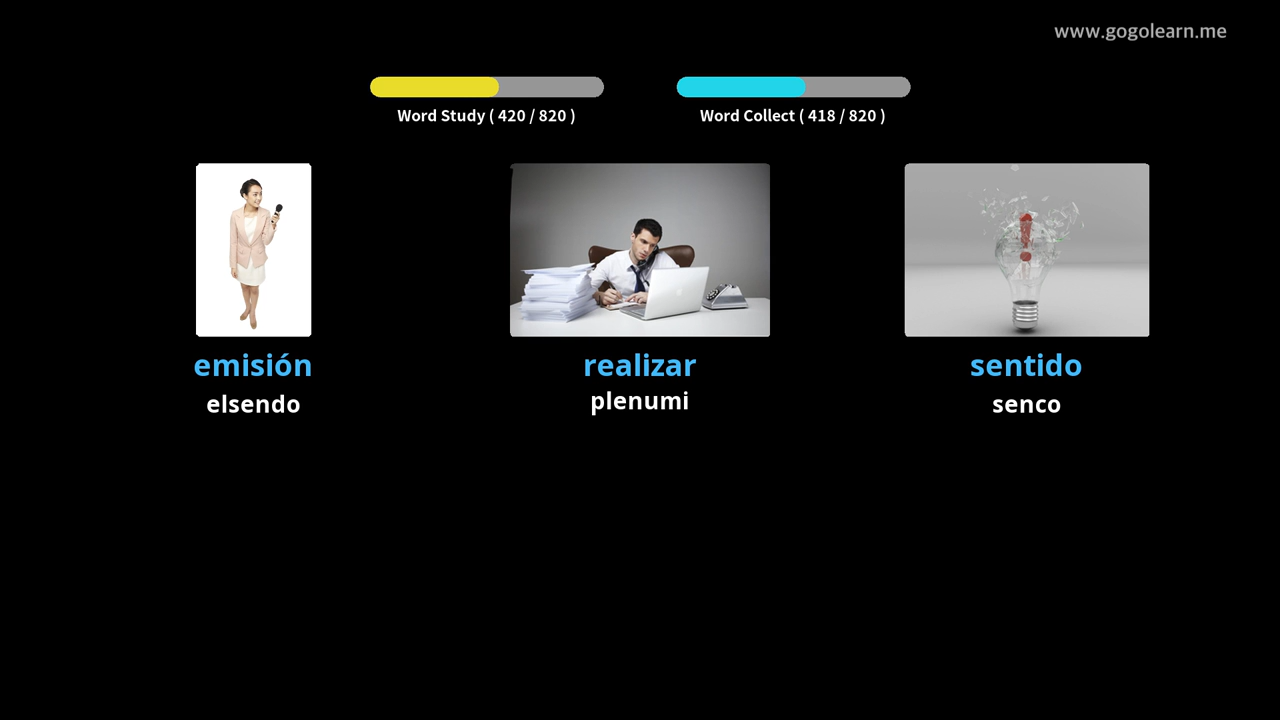 www.gogolearn.me
Word Study ( 420 / 820 )
Word Collect ( 418 / 820 )
emisión
realizar
sentido
elsendo
plenumi
senco